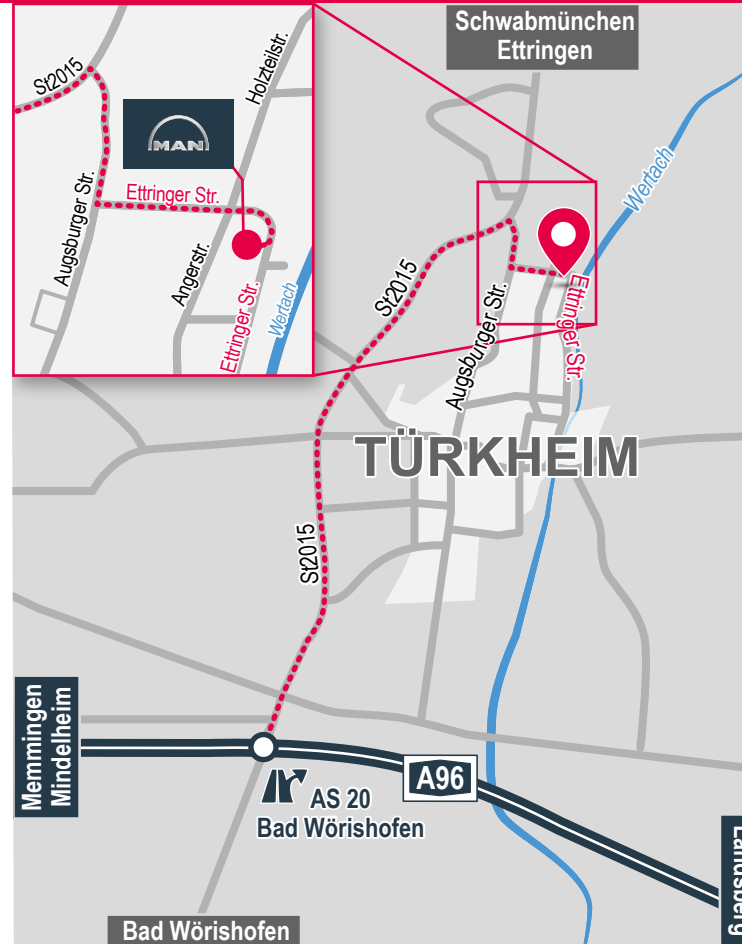 Schwabmünchen
Ettringen
St2015
Holzteilstr.
MAN
Ettringer Str.
Augsburger Str.
Angerstr.
Ettringer Str.
Wertach
Wertach
St2015
Augsburger Str.
Ettringer Str.
TÜRKHEIM
St2015
Memmingen
Mindelheim
A96
AS 20
Bad Wörishofen
Landsberg
Bad Wörishofen